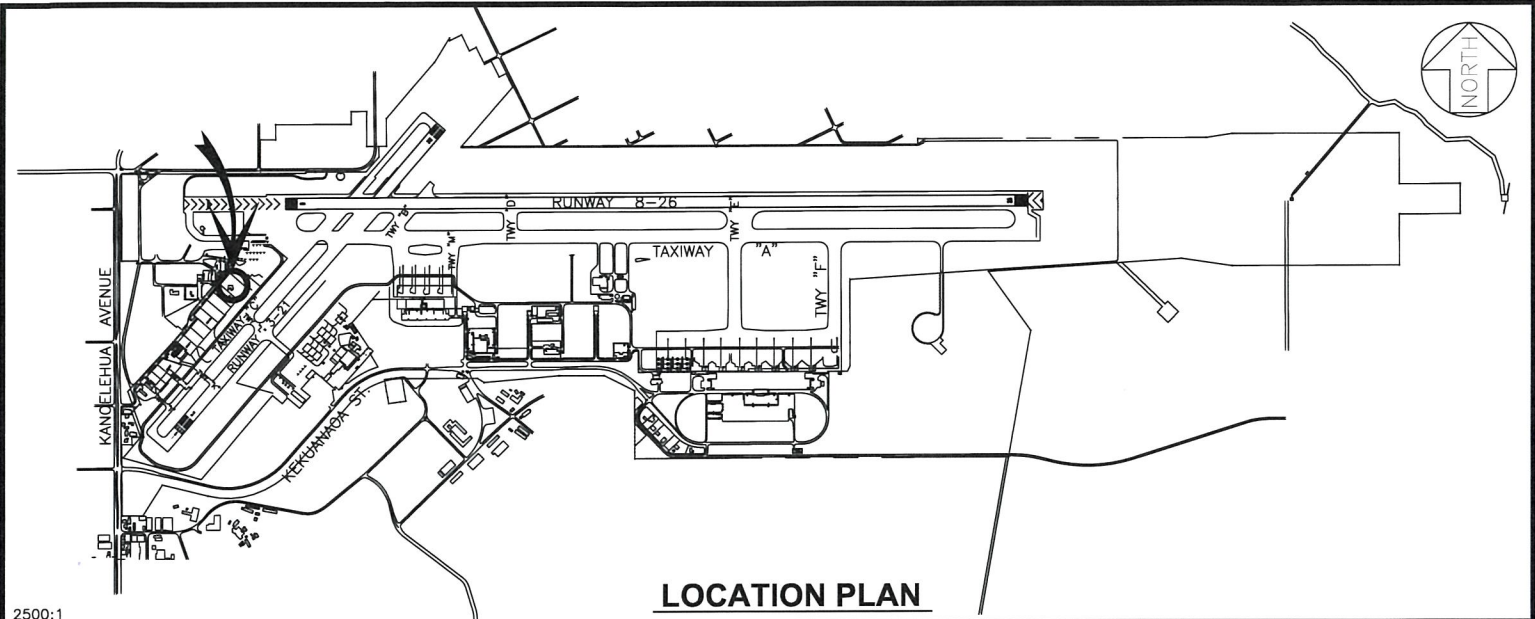 NORTH
RUNWAY 8-26
TWY "B"
TWY "D"
TWY "E"
TWY "M"
TAXIWAY "A"
TWY "F"
KANOELEHUA AVENUE
TAXIWAY "C"
RUNWAY 3-21
KEKUANAOA ST.
LOCATION PLAN
2500:1